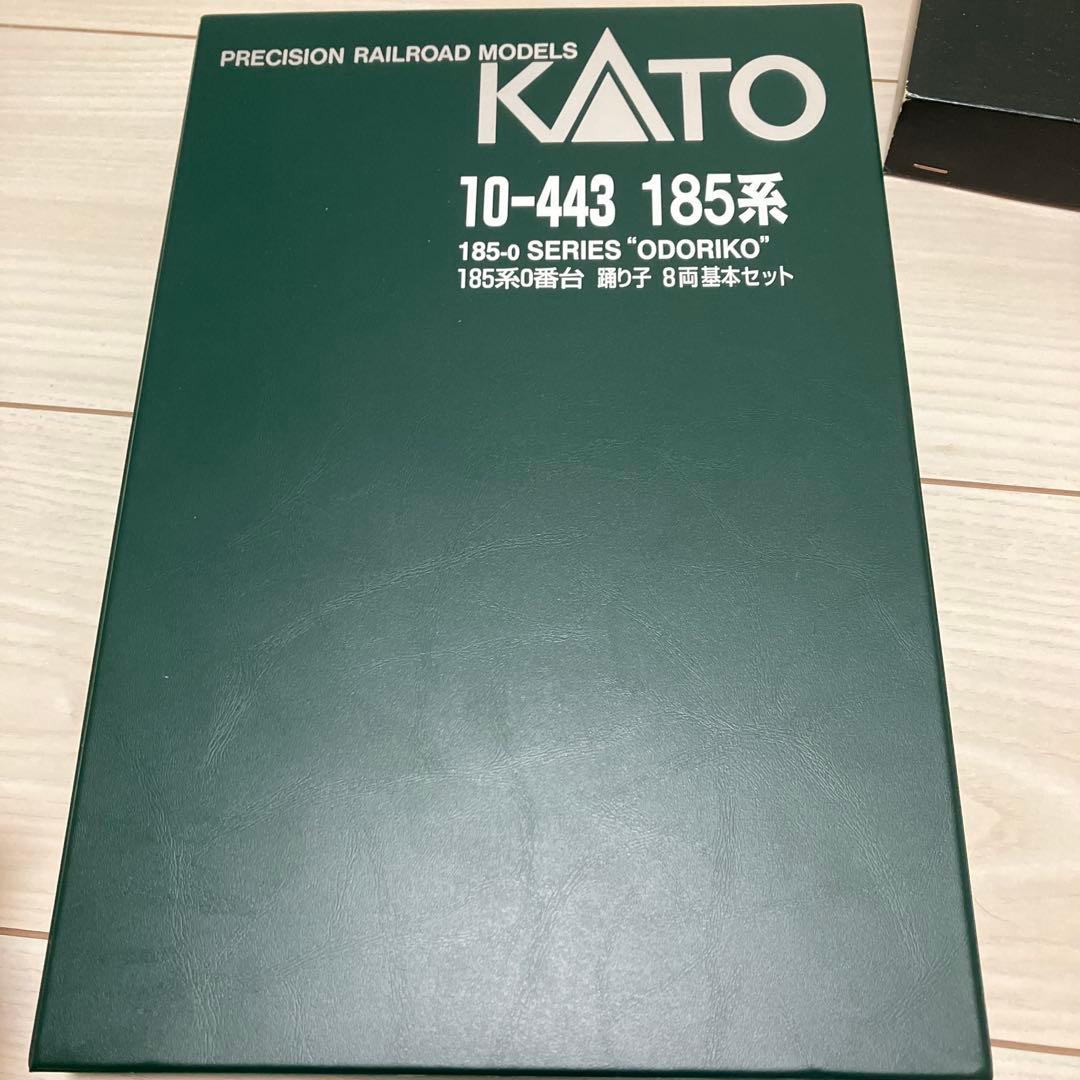 PRECISION RAILROAD MODELS
KATO
10-443 185系
185-0 SERIES “ODORIKO”
185系0番台 踊り子 8両基本セット